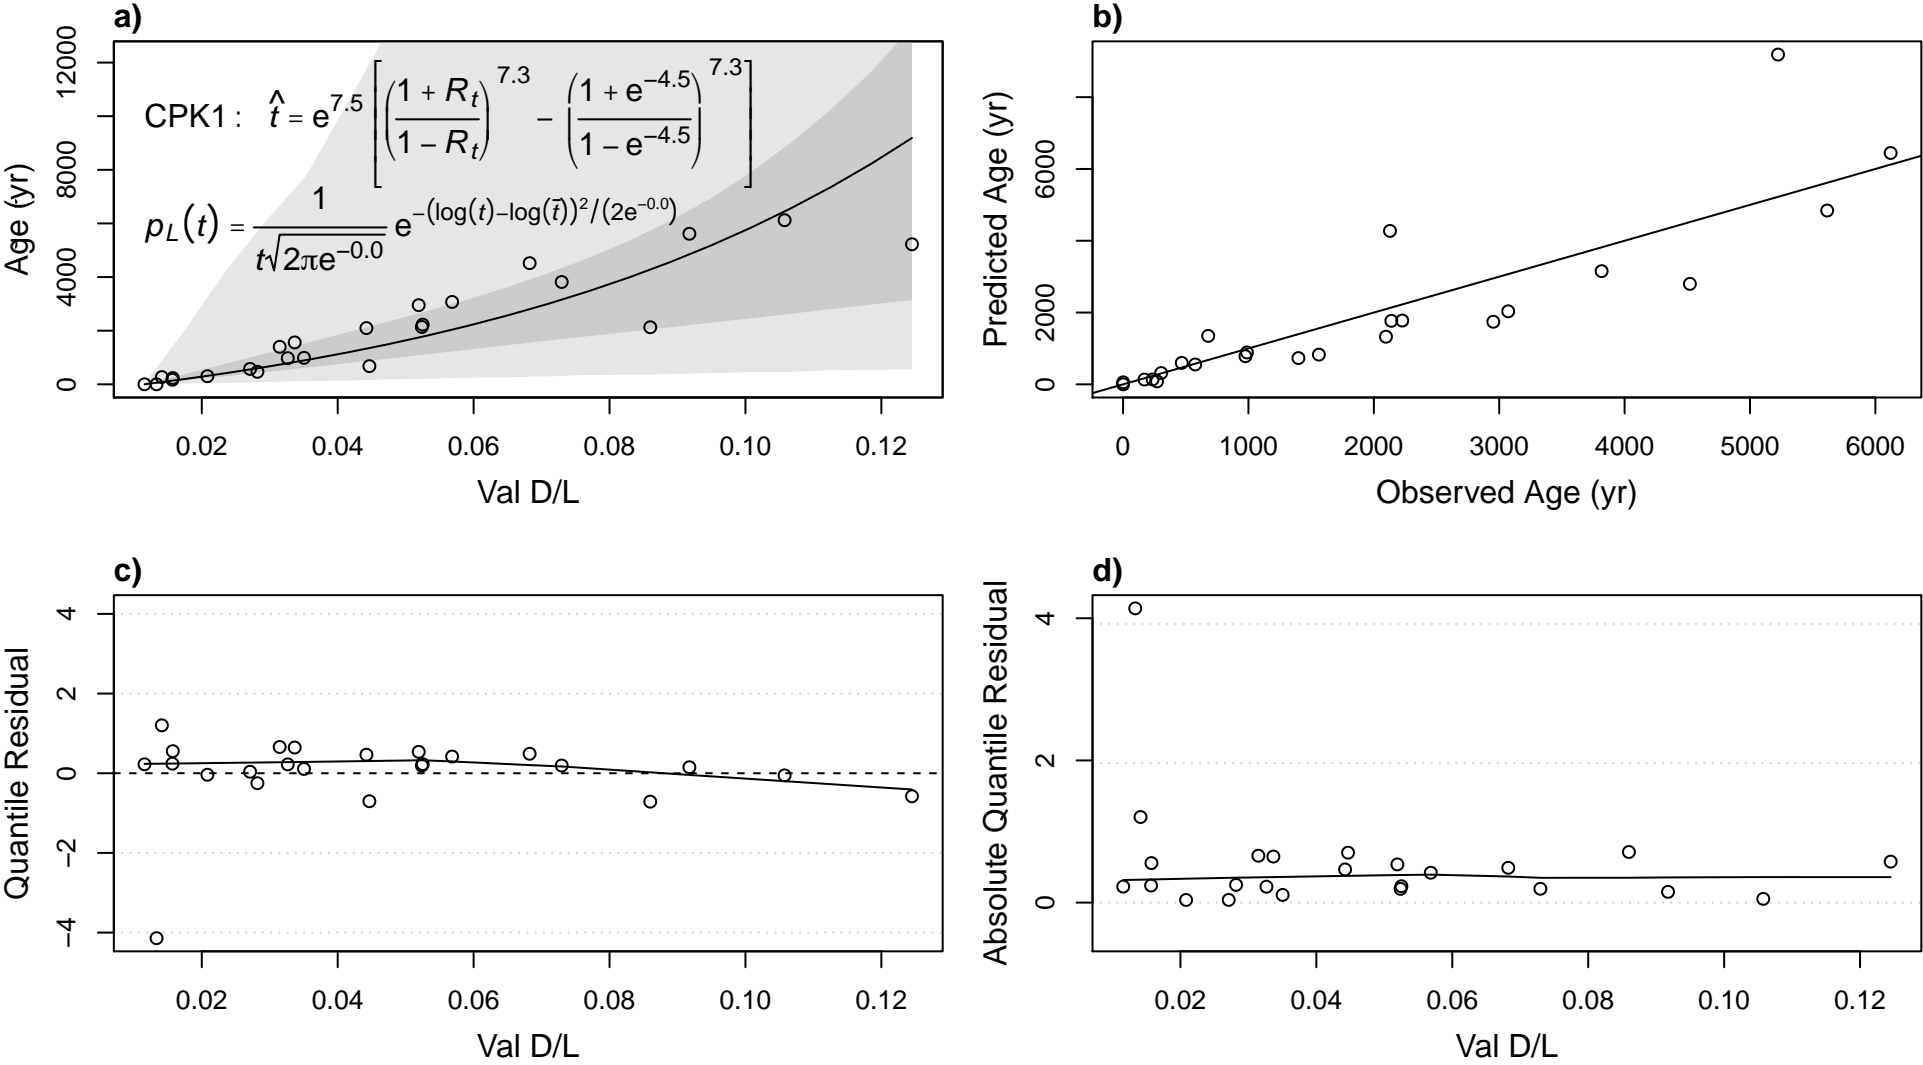 a)
CPK1 : t̂ = e^7.5 [((1 + R_t)/(1 − R_t))^7.3 − ((1 + e^−4.5)/(1 − e^−4.5))^7.3]
p_L(t) = 1/(t√(2πe^−0.0)) e^−(log(t)−log(t̄))²/(2e^−0.0)
Age (yr)
0 4000 8000 12000
0.02 0.04 0.06 0.08 0.10 0.12
Val D/L
b)
Predicted Age (yr)
0 2000 6000
0 1000 2000 3000 4000 5000 6000
Observed Age (yr)
c)
Quantile Residual
−4 −2 0 2 4
0.02 0.04 0.06 0.08 0.10 0.12
Val D/L
d)
Absolute Quantile Residual
0 2 4
0.02 0.04 0.06 0.08 0.10 0.12
Val D/L